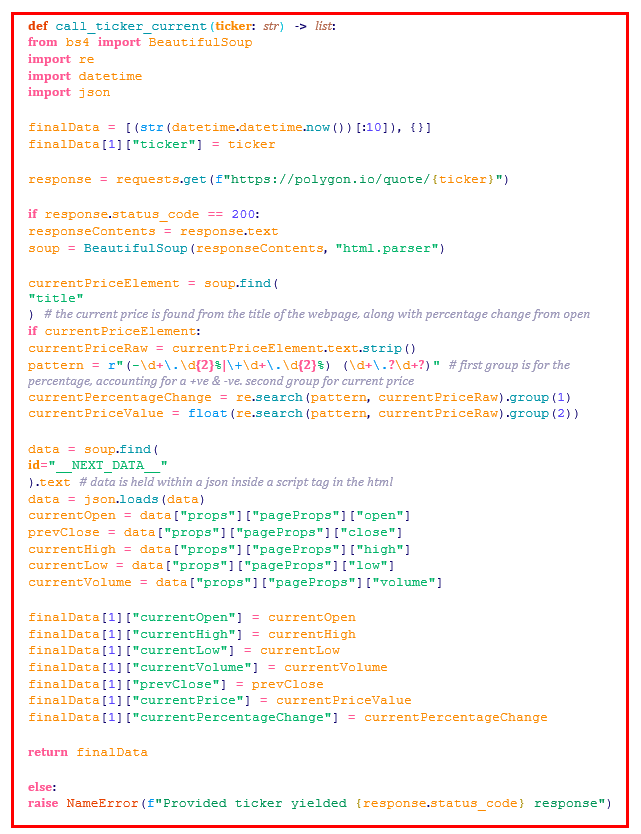 def call_ticker_current(ticker: str) -> list:
from bs4 import BeautifulSoup
import re
import datetime
import json
finalData = [(str(datetime.datetime.now())[:10]), {}]
finalData[1]["ticker"] = ticker
response = requests.get(f"https://polygon.io/quote/{ticker}")
if response.status_code == 200:
responseContents = response.text
soup = BeautifulSoup(responseContents, "html.parser")
currentPriceElement = soup.find(
"title"
) # the current price is found from the title of the webpage, along with percentage change from open
if currentPriceElement:
currentPriceRaw = currentPriceElement.text.strip()
pattern = r"(-\d+\.\d{2}%|\+\d+\.\d{2}%) (\d+\.?\d+?)" # first group is for the
percentage, accounting for a +ve & -ve. second group for current price
currentPercentageChange = re.search(pattern, currentPriceRaw).group(1)
currentPriceValue = float(re.search(pattern, currentPriceRaw).group(2))
data = soup.find(
id="__NEXT_DATA__"
).text # data is held within a json inside a script tag in the html
data = json.loads(data)
currentOpen = data["props"]["pageProps"]["open"]
prevClose = data["props"]["pageProps"]["close"]
currentHigh = data["props"]["pageProps"]["high"]
currentLow = data["props"]["pageProps"]["low"]
currentVolume = data["props"]["pageProps"]["volume"]
finalData[1]["currentOpen"] = currentOpen
finalData[1]["currentHigh"] = currentHigh
finalData[1]["currentLow"] = currentLow
finalData[1]["currentVolume"] = currentVolume
finalData[1]["prevClose"] = prevClose
finalData[1]["currentPrice"] = currentPriceValue
finalData[1]["currentPercentageChange"] = currentPercentageChange
return finalData
else:
raise NameError(f"Provided ticker yielded {response.status_code} response")